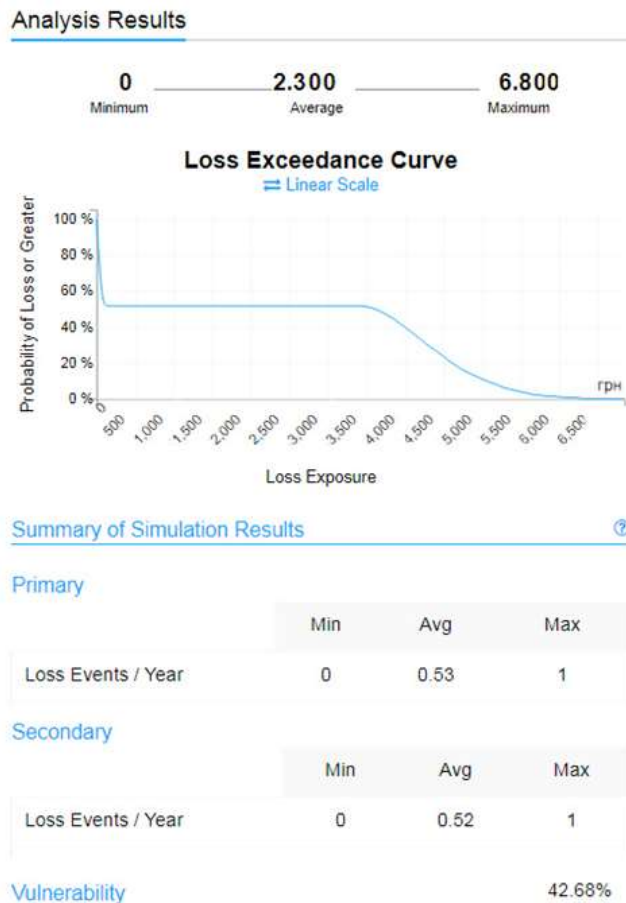 Analysis Results
0 2.300 6.800
Minimum Average Maximum
Loss Exceedance Curve
Linear Scale
Probability of Loss or Greater
100 %
80 %
60 %
40 %
20 %
0 %
грн
0 500 1,000 1,500 2,000 2,500 3,000 3,500 4,000 4,500 5,000 5,500 6,000 6,500
Loss Exposure
Summary of Simulation Results ?
Primary
Min Avg Max
Loss Events / Year 0 0.53 1
Secondary
Min Avg Max
Loss Events / Year 0 0.52 1
Vulnerability 42.68%